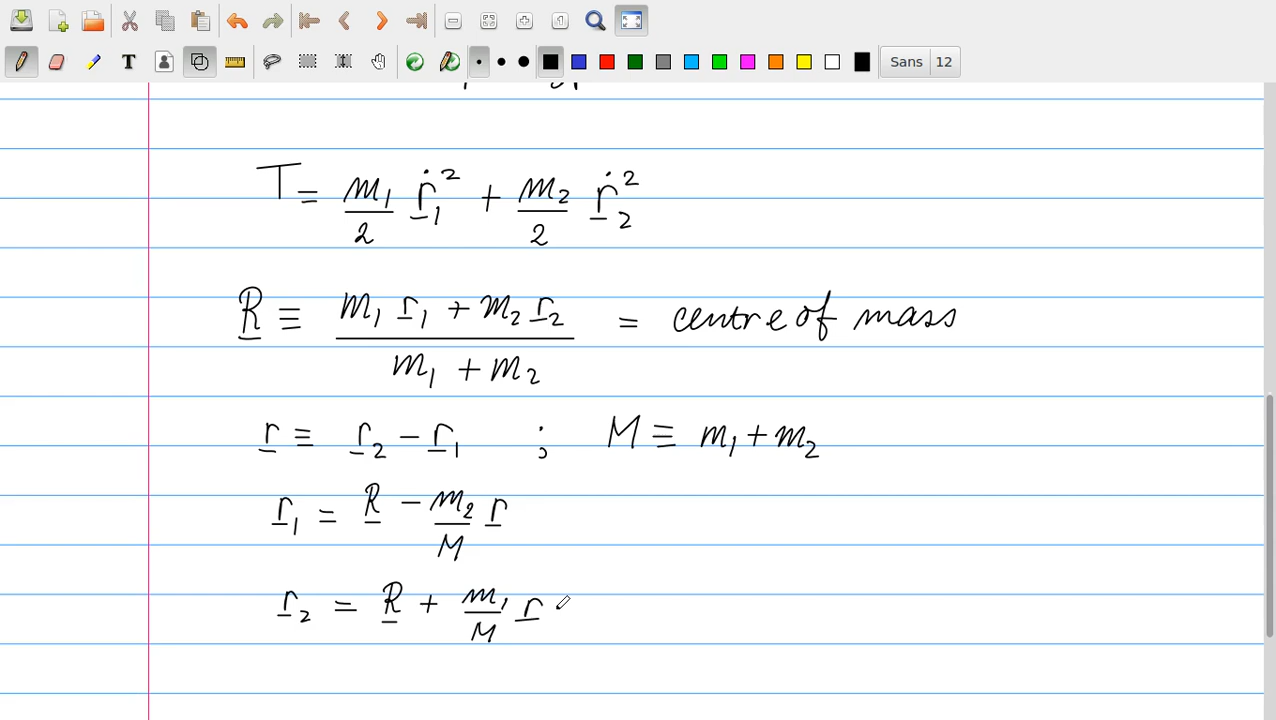 Sans 12
T = m₁/2 ṙ₁² + m₂/2 ṙ₂²
R ≡ (m₁ r₁ + m₂ r₂)/(m₁ + m₂) = centre of mass
r ≡ r₂ − r₁ ; M ≡ m₁ + m₂
r₁ = R − m₂/M r
r₂ = R + m₁/M r